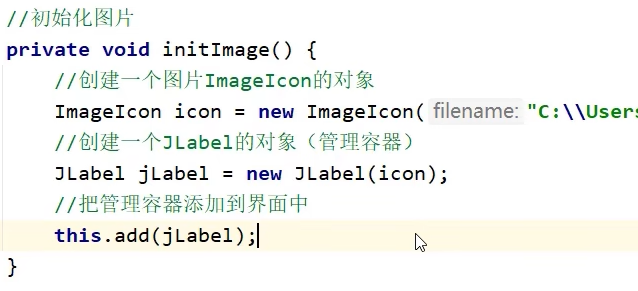 //初始化图片
private void initImage() {
//创建一个图片ImageIcon的对象
ImageIcon icon = new ImageIcon( filename: "C:\\Users
//创建一个JLabel的对象（管理容器）
JLabel jLabel = new JLabel(icon);
//把管理容器添加到界面中
this.add(jLabel);
}